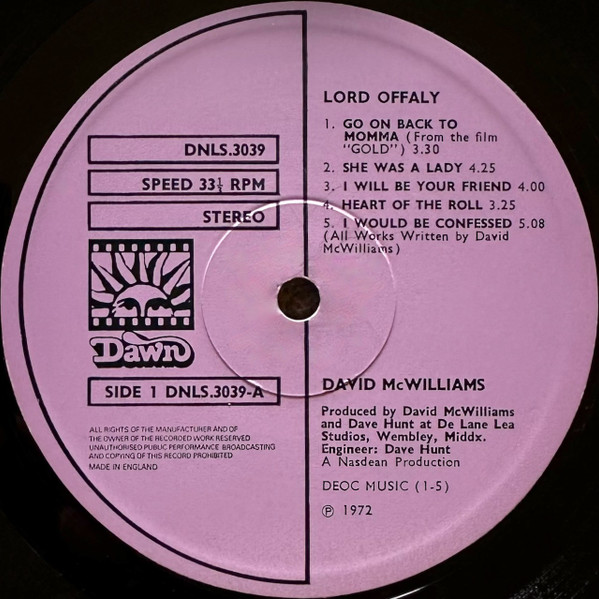 LORD OFFALY
1. GO ON BACK TO
MOMMA (From the film
"GOLD") 3.30
2. SHE WAS A LADY 4.25
3. I WILL BE YOUR FRIEND 4.00
4. HEART OF THE ROLL 3.25
5. I WOULD BE CONFESSED 5.08
(All Works Written by David
McWilliams)
DNLS.3039
SPEED 33⅓ RPM
STEREO
Dawn
SIDE 1 DNLS.3039-A
ALL RIGHTS OF THE MANUFACTURER AND OF
THE OWNER OF THE RECORDED WORK RESERVED
UNAUTHORISED PUBLIC PERFORMANCE BROADCASTING
AND COPYING OF THIS RECORD PROHIBITED
MADE IN ENGLAND
DAVID McWILLIAMS
Produced by David McWilliams
and Dave Hunt at De Lane Lea
Studios, Wembley, Middx.
Engineer: Dave Hunt
A Nasdean Production
DEOC MUSIC (1-5)
℗ 1972